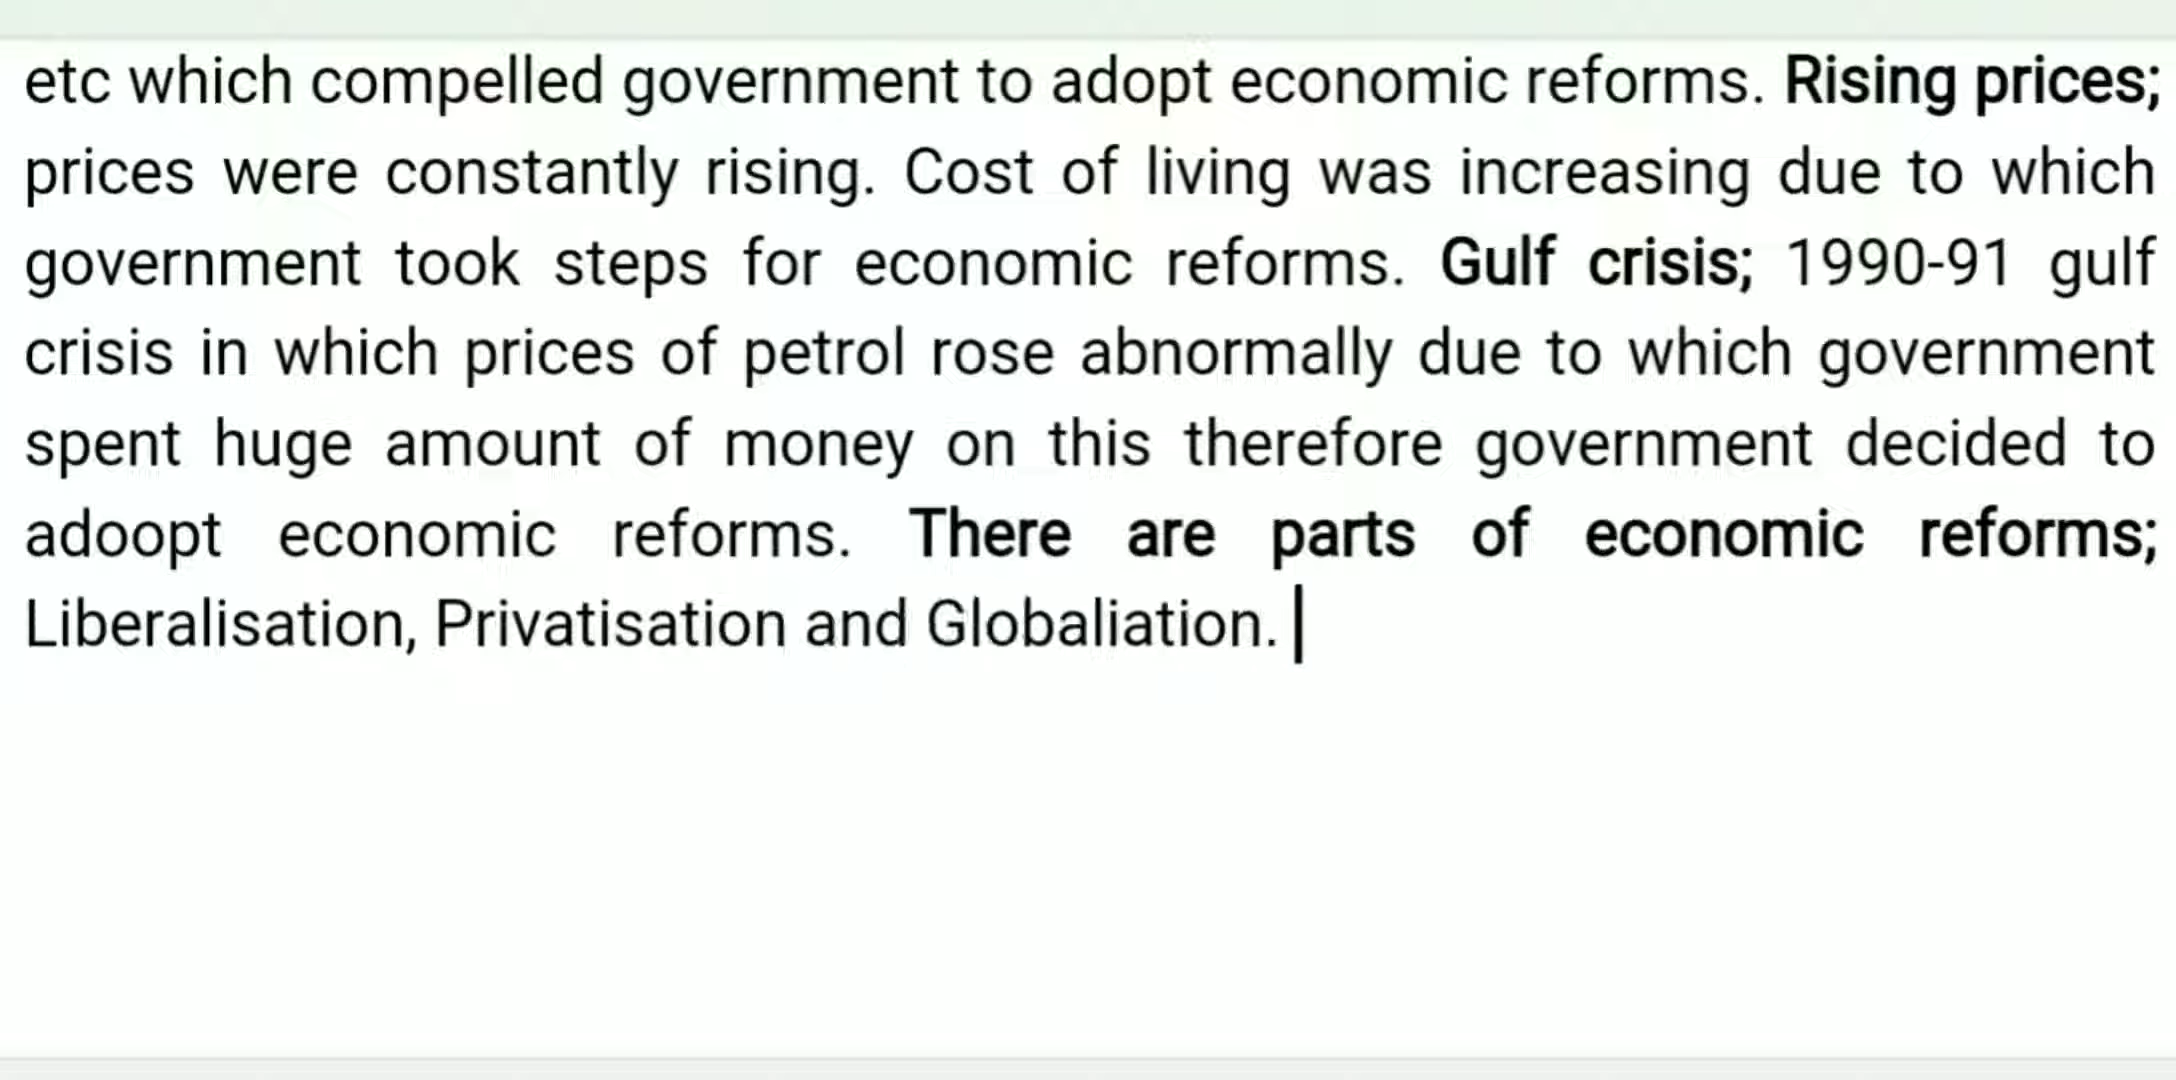 etc which compelled government to adopt economic reforms. Rising prices;
prices were constantly rising. Cost of living was increasing due to which
government took steps for economic reforms. Gulf crisis; 1990-91 gulf
crisis in which prices of petrol rose abnormally due to which government
spent huge amount of money on this therefore government decided to
adoopt economic reforms. There are parts of economic reforms;
Liberalisation, Privatisation and Globaliation.